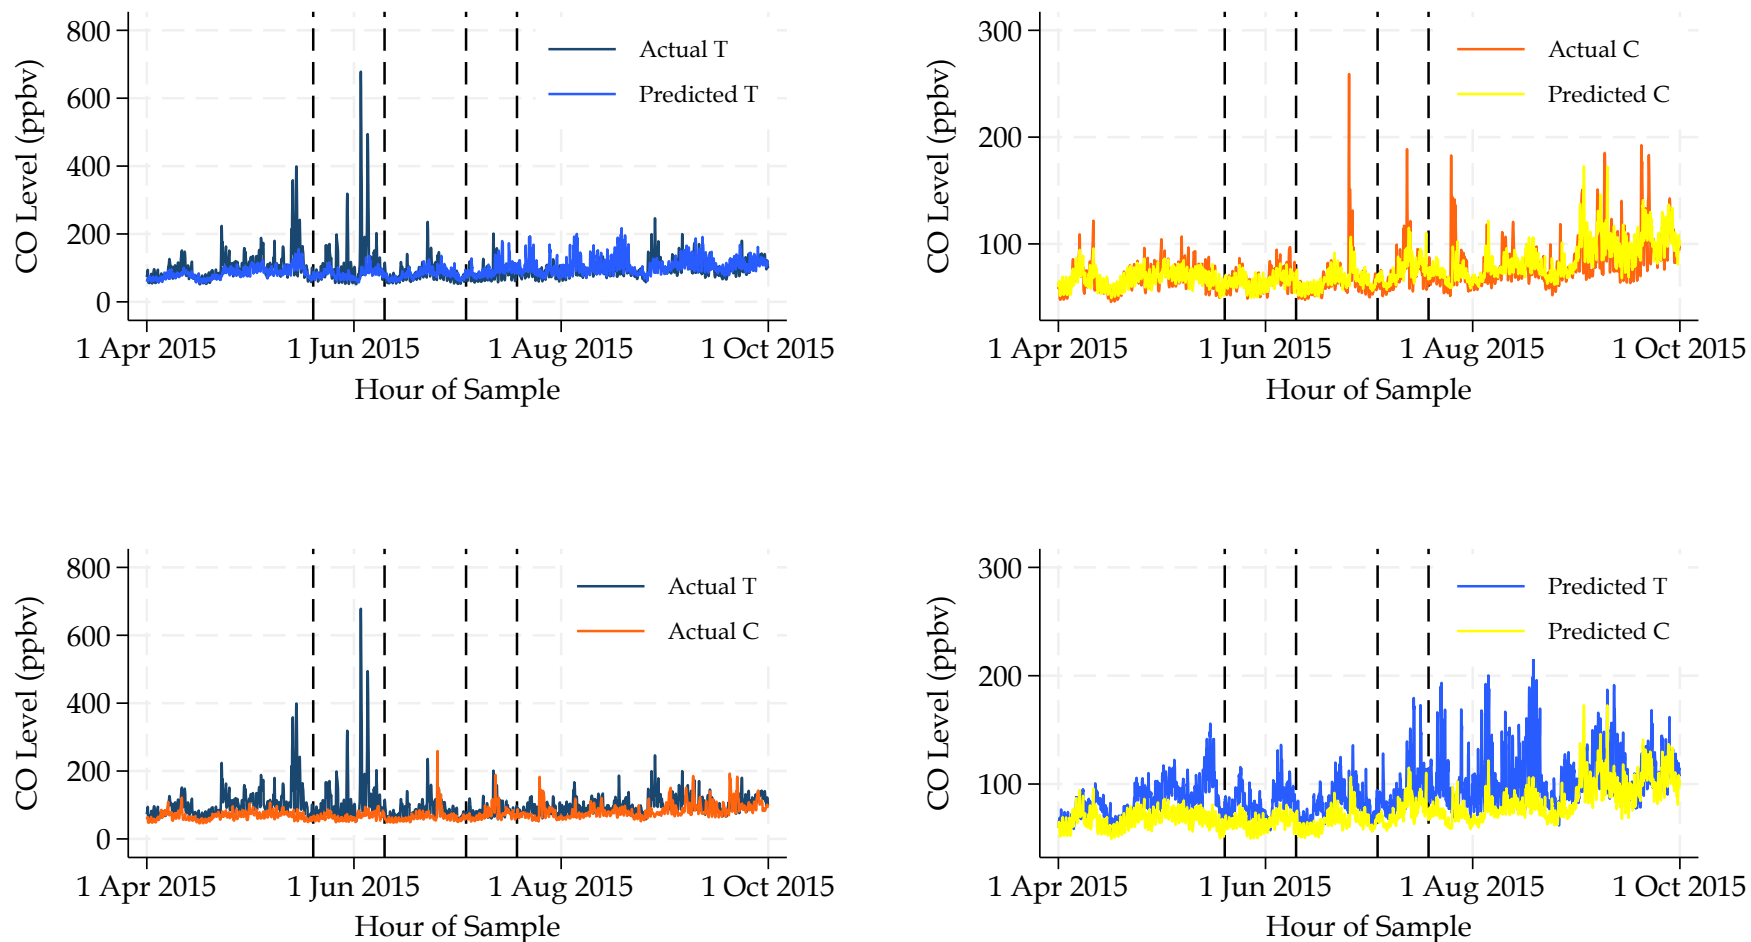 CO Level (ppbv)
800
600
400
200
0
Actual T
Predicted T
1 Apr 2015
1 Jun 2015
1 Aug 2015
1 Oct 2015
Hour of Sample
CO Level (ppbv)
300
200
100
Actual C
Predicted C
1 Apr 2015
1 Jun 2015
1 Aug 2015
1 Oct 2015
Hour of Sample
CO Level (ppbv)
800
600
400
200
0
Actual T
Actual C
1 Apr 2015
1 Jun 2015
1 Aug 2015
1 Oct 2015
Hour of Sample
CO Level (ppbv)
300
200
100
Predicted T
Predicted C
1 Apr 2015
1 Jun 2015
1 Aug 2015
1 Oct 2015
Hour of Sample